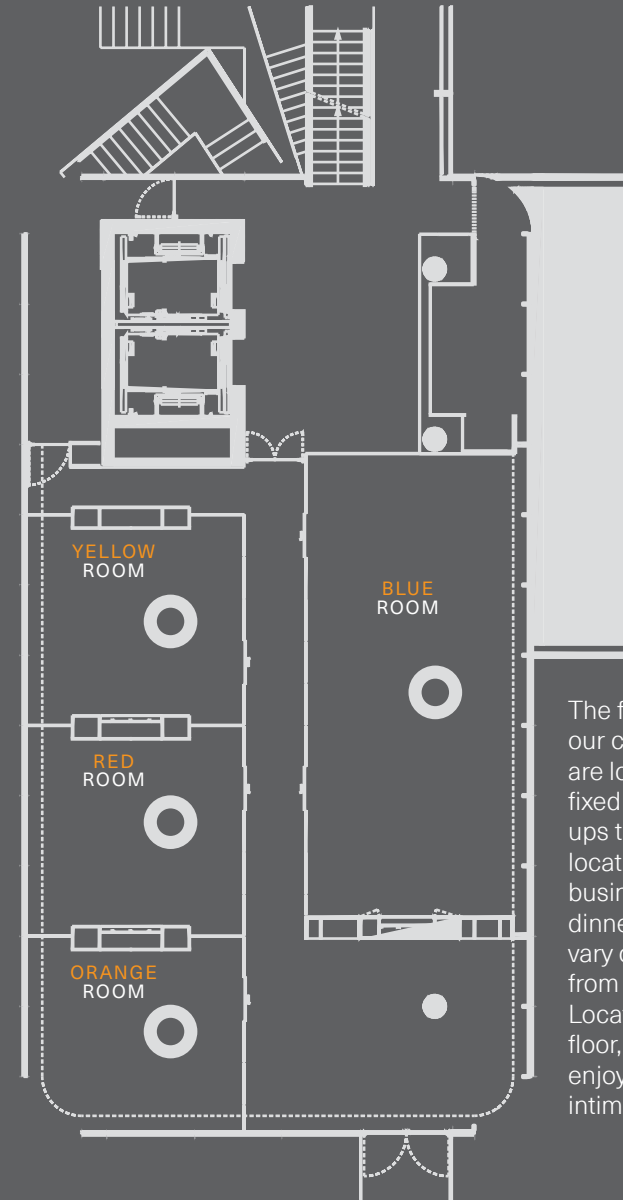 YELLOW
ROOM
BLUE
ROOM
RED
ROOM
ORANGE
ROOM
The f
our c
are lo
fixed
ups t
locat
busin
dinne
vary
from
Locat
floor,
enjoy
intim